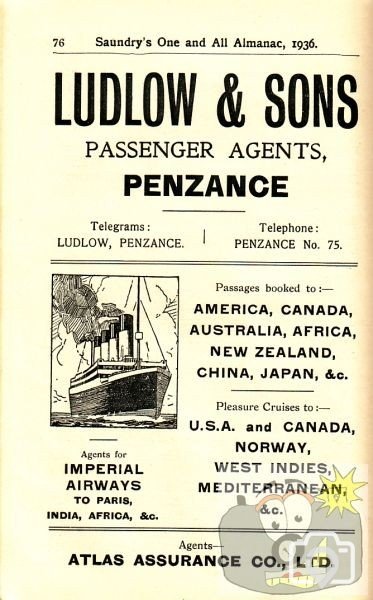 76 Saundry's One and All Almanac, 1936.
LUDLOW & SONS
PASSENGER AGENTS,
PENZANCE
Telegrams:
LUDLOW, PENZANCE.
Telephone:
PENZANCE No. 75.
Passages booked to:—
AMERICA, CANADA,
AUSTRALIA, AFRICA,
NEW ZEALAND,
CHINA, JAPAN, &c.
Pleasure Cruises to:—
U.S.A. and CANADA,
NORWAY,
WEST INDIES,
MEDITERRANEAN,
&c.
Agents for
IMPERIAL
AIRWAYS
TO PARIS,
INDIA, AFRICA, &c.
Agents—
ATLAS ASSURANCE CO., LTD.